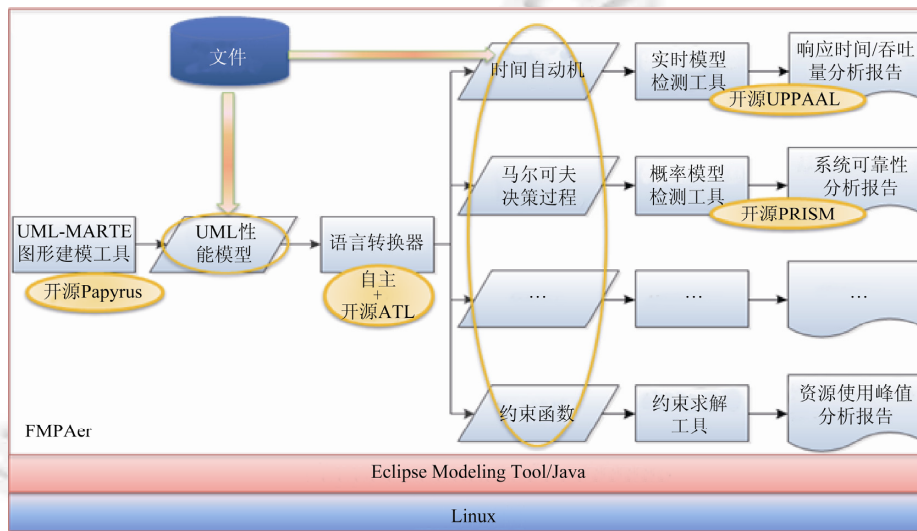 文件
时间自动机
实时模型
检测工具
响应时间/吞吐
量分析报告
开源UPPAAL
马尔可夫
决策过程
概率模型
检测工具
系统可靠性
分析报告
开源PRISM
UML-MARTE
图形建模工具
开源Papyrus
UML性
能模型
语言转换器
自主
+
开源ATL
…
…
…
约束函数
约束求解
工具
资源使用峰值
分析报告
FMPAer
Eclipse Modeling Tool/Java
Linux